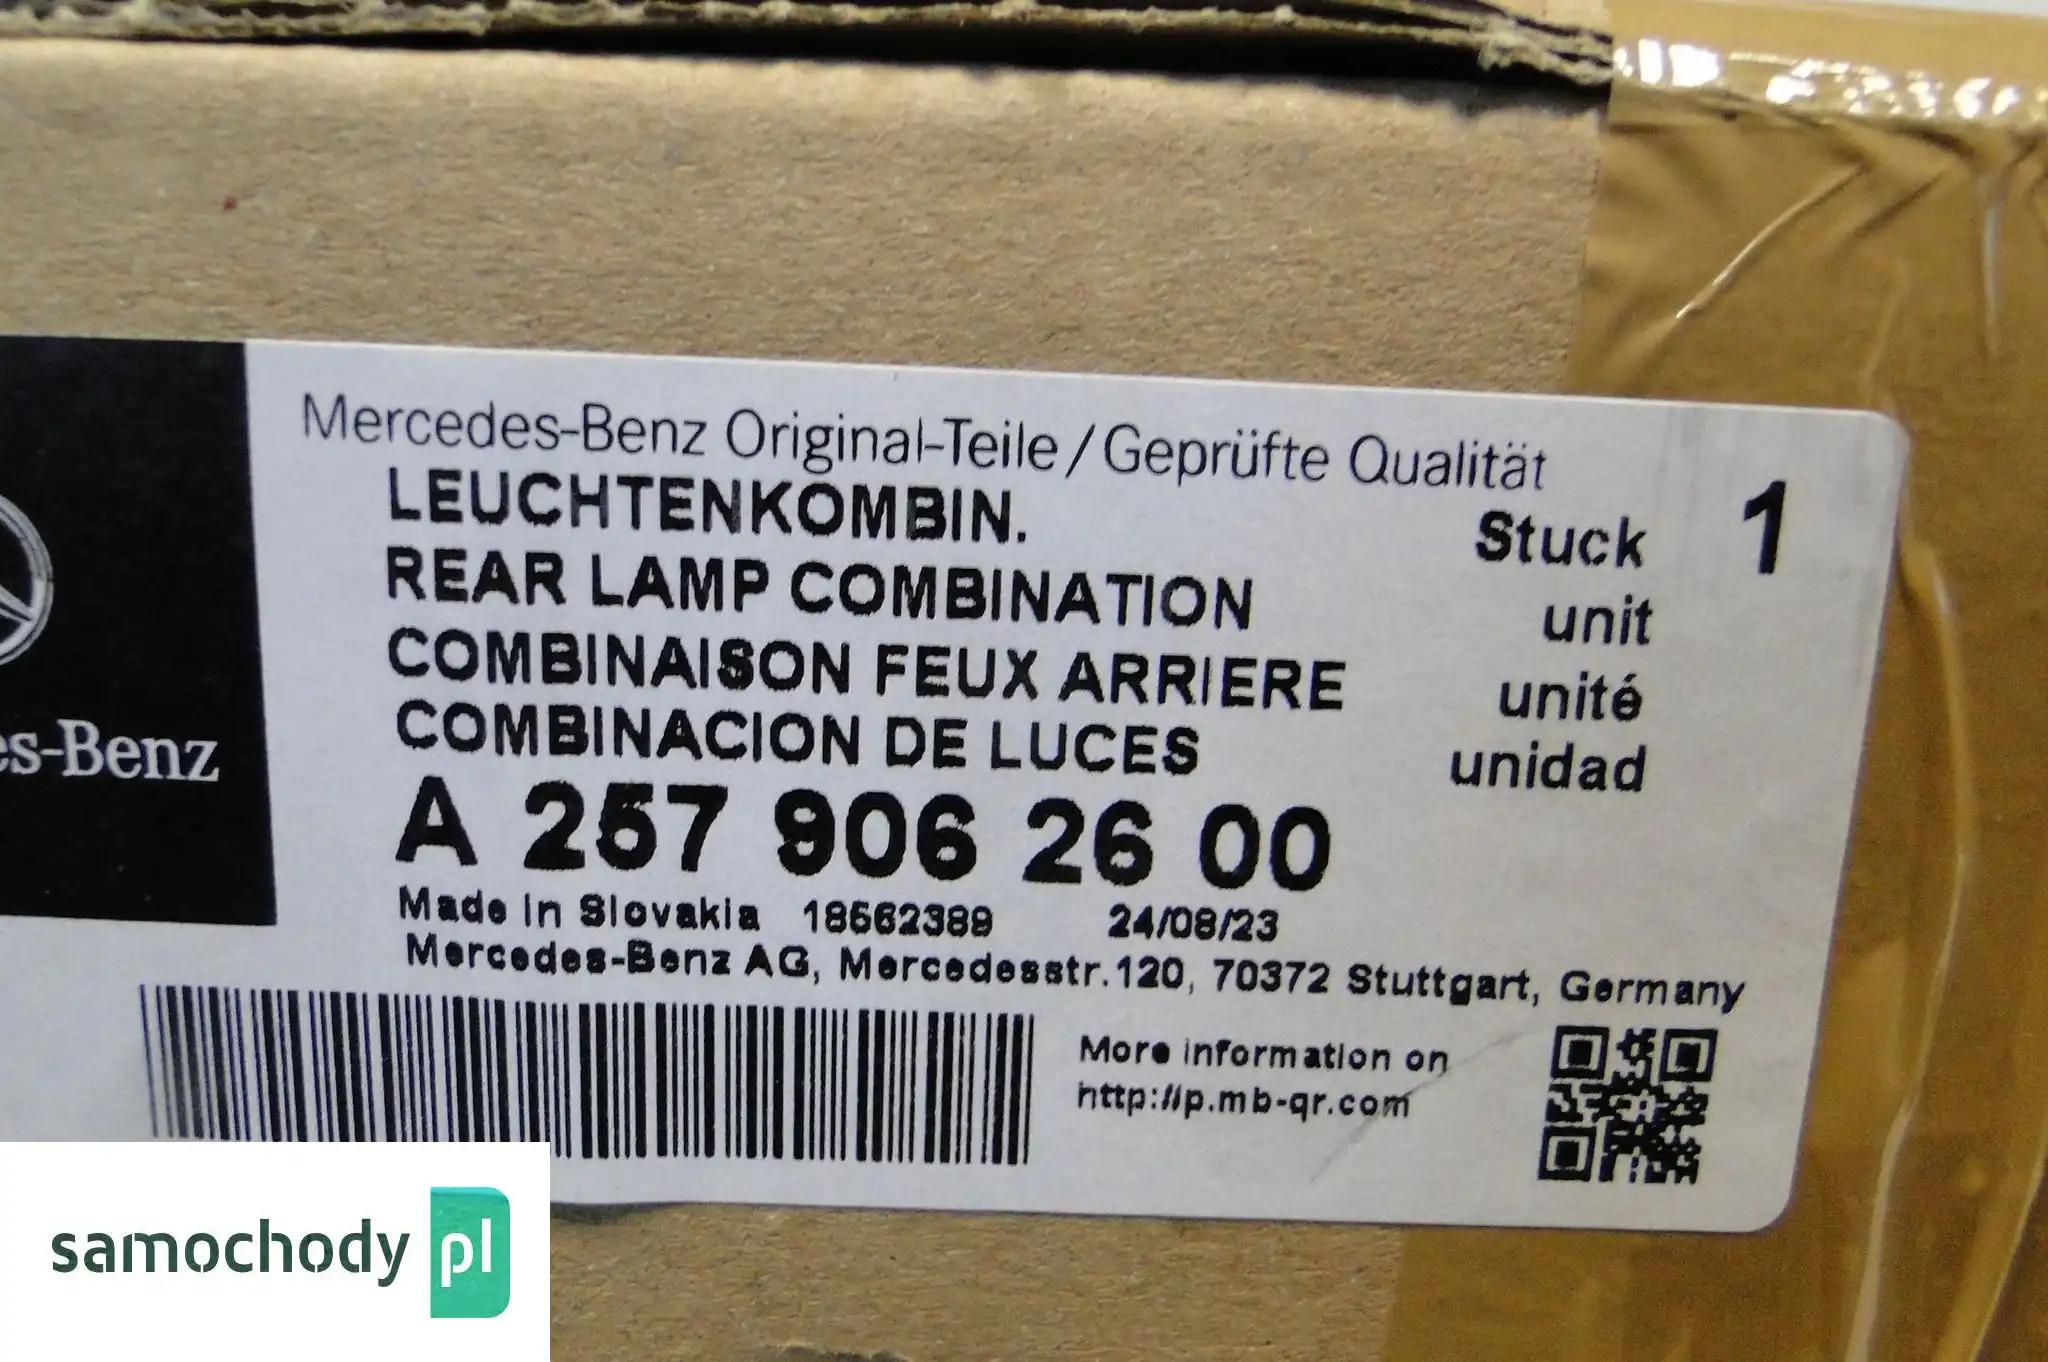 Mercedes-Benz Original-Teile/Geprüfte Qualität
LEUCHTENKOMBIN. Stuck 1
REAR LAMP COMBINATION unit
COMBINAISON FEUX ARRIERE unité
COMBINACION DE LUCES unidad
es-Benz
A 257 906 26 00
Made in Slovakia 18562389 24/08/23
Mercedes-Benz AG, Mercedesstr.120, 70372 Stuttgart, Germany
More information on
http://p.mb-qr.com
samochody pl